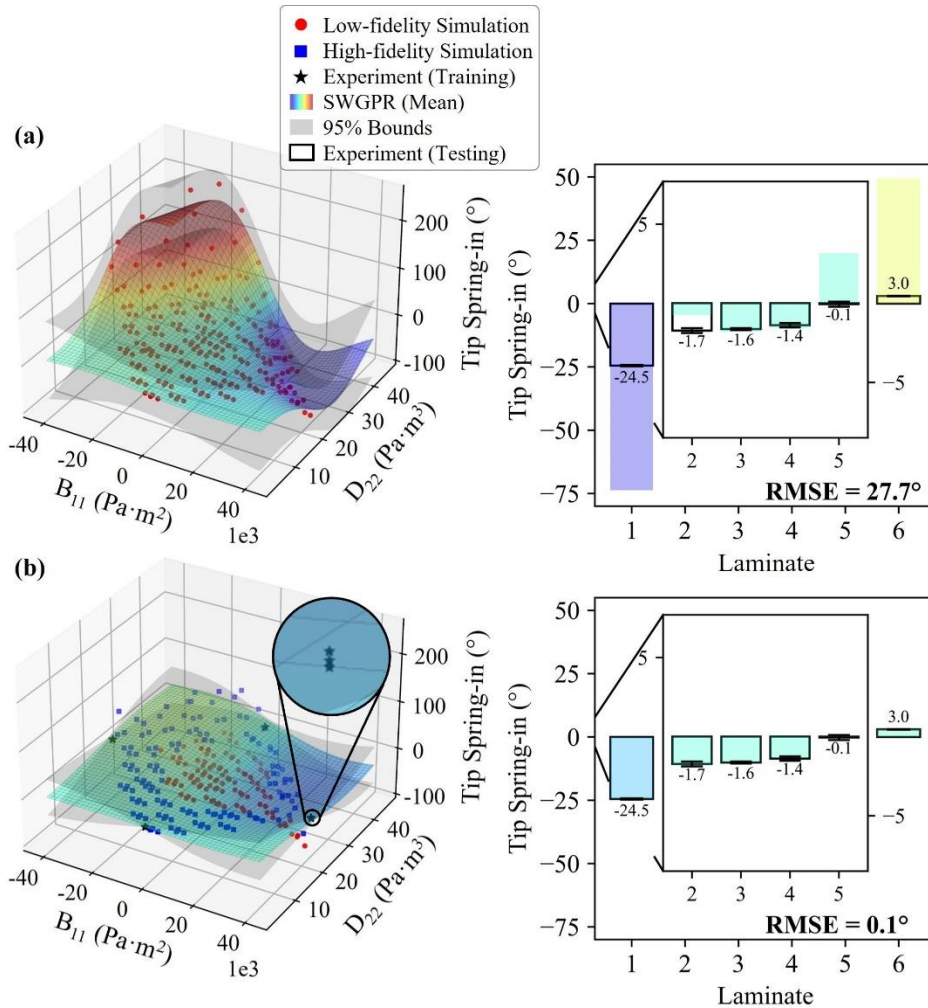 Low-fidelity Simulation
High-fidelity Simulation
Experiment (Training)
SWGPR (Mean)
95% Bounds
Experiment (Testing)
(a)
200
100
0
-100
Tip Spring-in (°)
-40
-20
0
20
40
1e3
B₁₁ (Pa·m²)
10
20
30
40
D₂₂ (Pa·m³)
50
25
0
−25
−50
−75
Tip Spring-in (°)
5
−5
-24.5
-1.7
-1.6
-1.4
-0.1
3.0
2 3 4 5
RMSE = 27.7°
1 2 3 4 5 6
Laminate
(b)
200
100
0
-100
Tip Spring-in (°)
-40
-20
0
20
40
1e3
B₁₁ (Pa·m²)
10
20
30
40
D₂₂ (Pa·m³)
50
25
0
−25
−50
−75
Tip Spring-in (°)
5
−5
-24.5
-1.7
-1.6
-1.4
-0.1
3.0
2 3 4 5
RMSE = 0.1°
1 2 3 4 5 6
Laminate